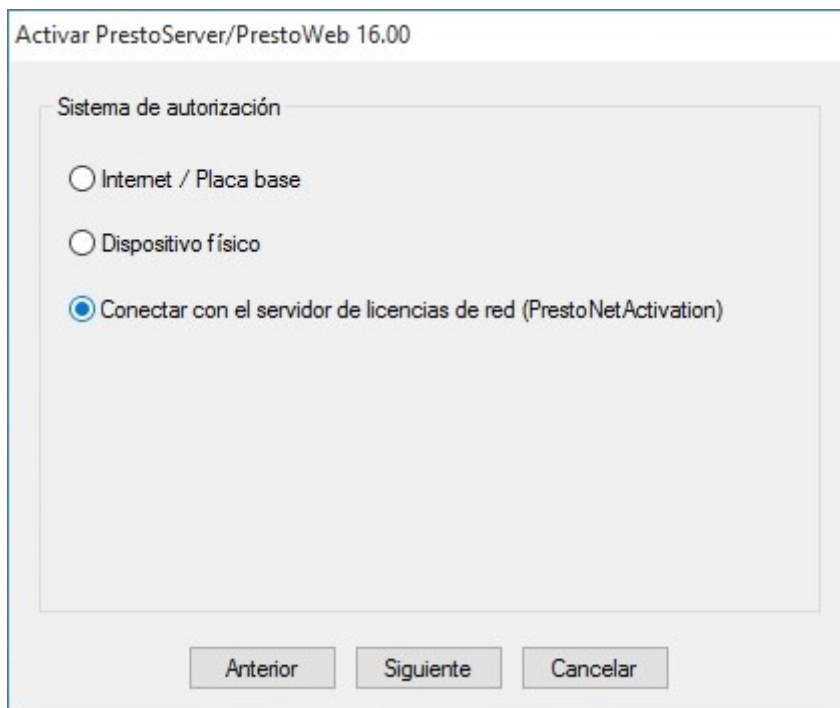 Activar PrestoServer/PrestoWeb 16.00
Sistema de autorización
Internet / Placa base
Dispositivo físico
Conectar con el servidor de licencias de red (PrestoNetActivation)
Anterior
Siguiente
Cancelar